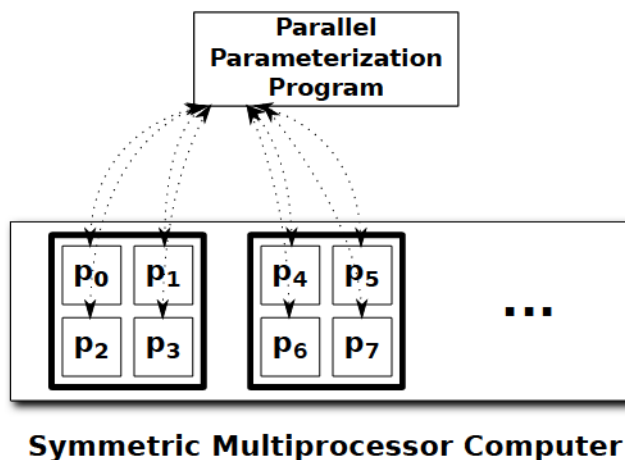 Parallel
Parameterization
Program
p0 p1 p4 p5
p2 p3 p6 p7
...
Symmetric Multiprocessor Computer